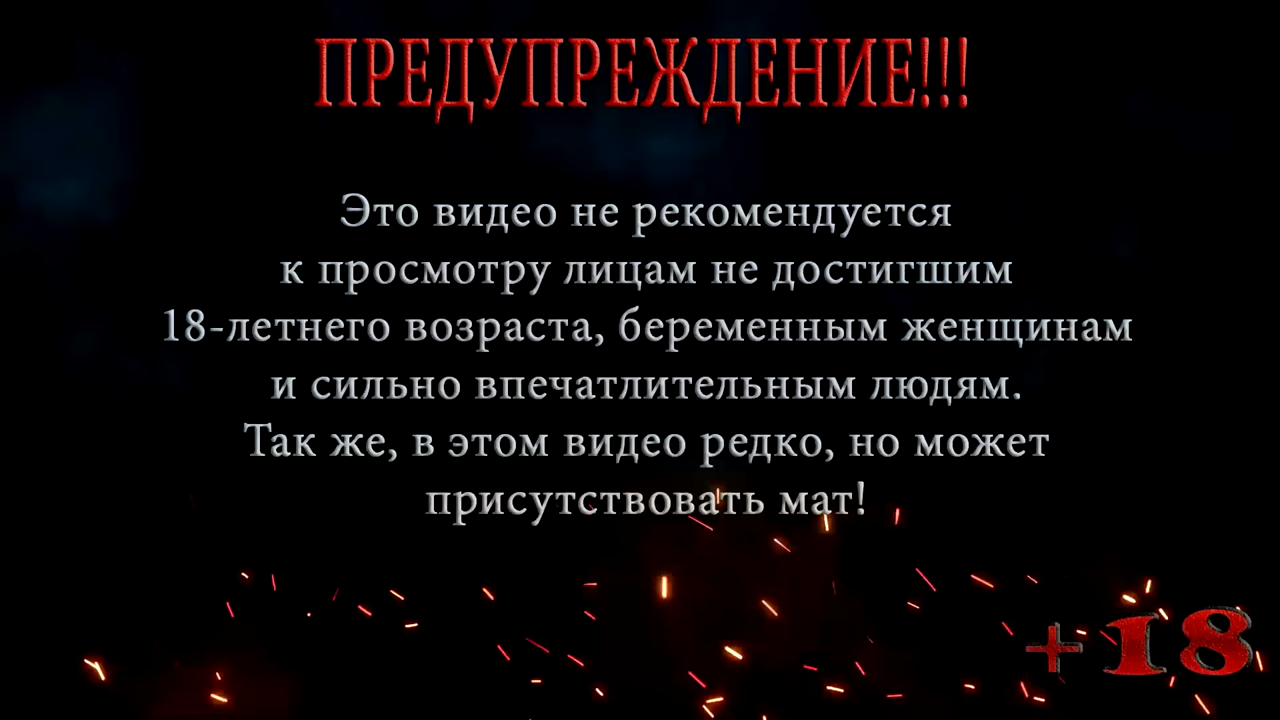 ПРЕДУПРЕЖДЕНИЕ!!!
Это видео не рекомендуется
к просмотру лицам не достигшим
18-летнего возраста, беременным женщинам
и сильно впечатлительным людям.
Так же, в этом видео редко, но может
присутствовать мат!
+18